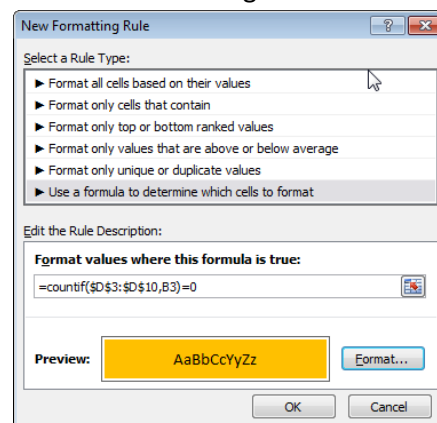 New Formatting Rule
Select a Rule Type:
► Format all cells based on their values
► Format only cells that contain
► Format only top or bottom ranked values
► Format only values that are above or below average
► Format only unique or duplicate values
► Use a formula to determine which cells to format
Edit the Rule Description:
Format values where this formula is true:
=countif($D$3:$D$10,B3)=0
Preview:
AaBbCcYyZz
Format...
OK
Cancel